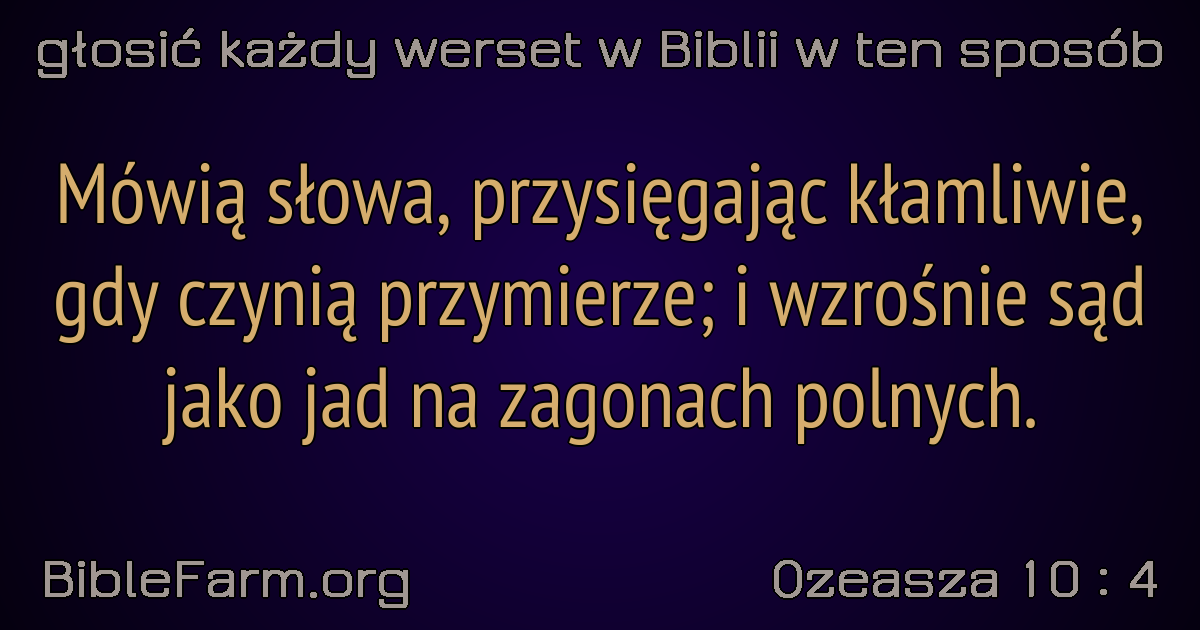 głosić każdy werset w Biblii w ten sposób
Mówią słowa, przysięgając kłamliwie,
gdy czynią przymierze; i wzrośnie sąd
jako jad na zagonach polnych.
BibleFarm.org
Ozeasza 10 : 4